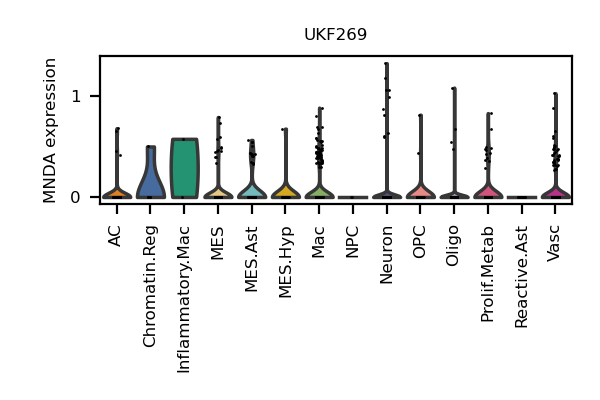 UKF269
MNDA expression
1
0
AC
Chromatin.Reg
Inflammatory.Mac
MES
MES.Ast
MES.Hyp
Mac
NPC
Neuron
OPC
Oligo
Prolif.Metab
Reactive.Ast
Vasc